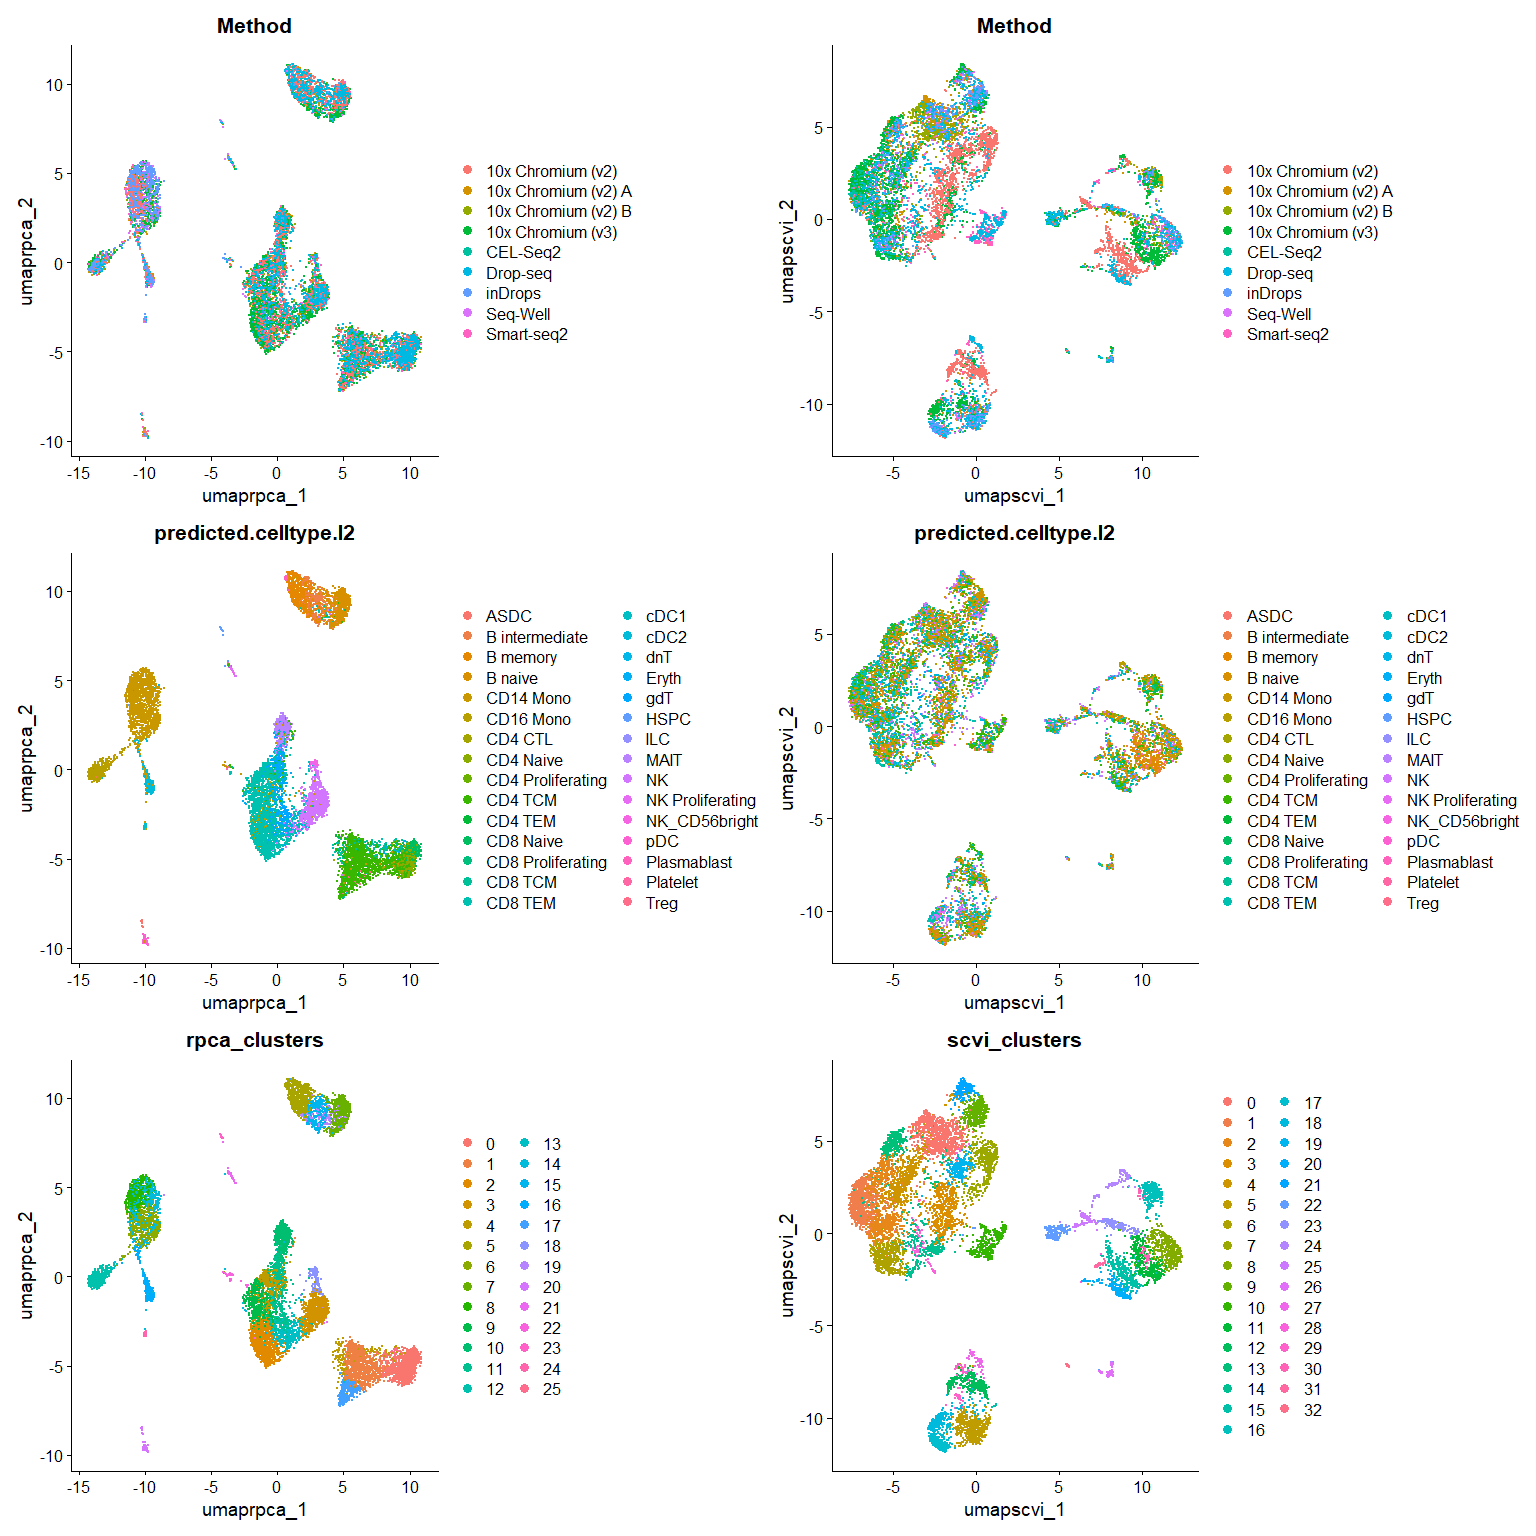 Method
10
5
0
-5
-10
umaprpca_2
-15
-10
-5
0
5
10
umaprpca_1
10x Chromium (v2)
10x Chromium (v2) A
10x Chromium (v2) B
10x Chromium (v3)
CEL-Seq2
Drop-seq
inDrops
Seq-Well
Smart-seq2
Method
5
0
-5
-10
umapscvi_2
-5
0
5
10
umapscvi_1
10x Chromium (v2)
10x Chromium (v2) A
10x Chromium (v2) B
10x Chromium (v3)
CEL-Seq2
Drop-seq
inDrops
Seq-Well
Smart-seq2
predicted.celltype.l2
10
5
0
-5
-10
umaprpca_2
-15
-10
-5
0
5
10
umaprpca_1
ASDC
B intermediate
B memory
B naive
CD14 Mono
CD16 Mono
CD4 CTL
CD4 Naive
CD4 Proliferating
CD4 TCM
CD4 TEM
CD8 Naive
CD8 Proliferating
CD8 TCM
CD8 TEM
cDC1
cDC2
dnT
Eryth
gdT
HSPC
ILC
MAIT
NK
NK Proliferating
NK_CD56bright
pDC
Plasmablast
Platelet
Treg
predicted.celltype.l2
5
0
-5
-10
umapscvi_2
-5
0
5
10
umapscvi_1
ASDC
B intermediate
B memory
B naive
CD14 Mono
CD16 Mono
CD4 CTL
CD4 Naive
CD4 Proliferating
CD4 TCM
CD4 TEM
CD8 Naive
CD8 Proliferating
CD8 TCM
CD8 TEM
cDC1
cDC2
dnT
Eryth
gdT
HSPC
ILC
MAIT
NK
NK Proliferating
NK_CD56bright
pDC
Plasmablast
Platelet
Treg
rpca_clusters
10
5
0
-5
-10
umaprpca_2
-15
-10
-5
0
5
10
umaprpca_1
0
1
2
3
4
5
6
7
8
9
10
11
12
13
14
15
16
17
18
19
20
21
22
23
24
25
scvi_clusters
5
0
-5
-10
umapscvi_2
-5
0
5
10
umapscvi_1
0
1
2
3
4
5
6
7
8
9
10
11
12
13
14
15
16
17
18
19
20
21
22
23
24
25
26
27
28
29
30
31
32